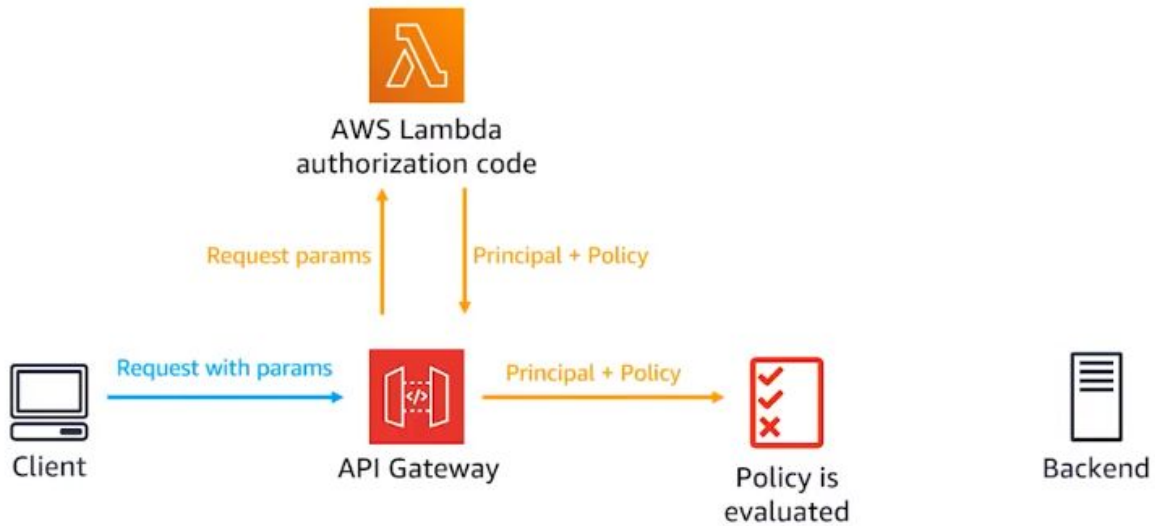 AWS Lambda
authorization code
Request params
Principal + Policy
Request with params
</>
Principal + Policy
Client
API Gateway
Policy is
evaluated
Backend